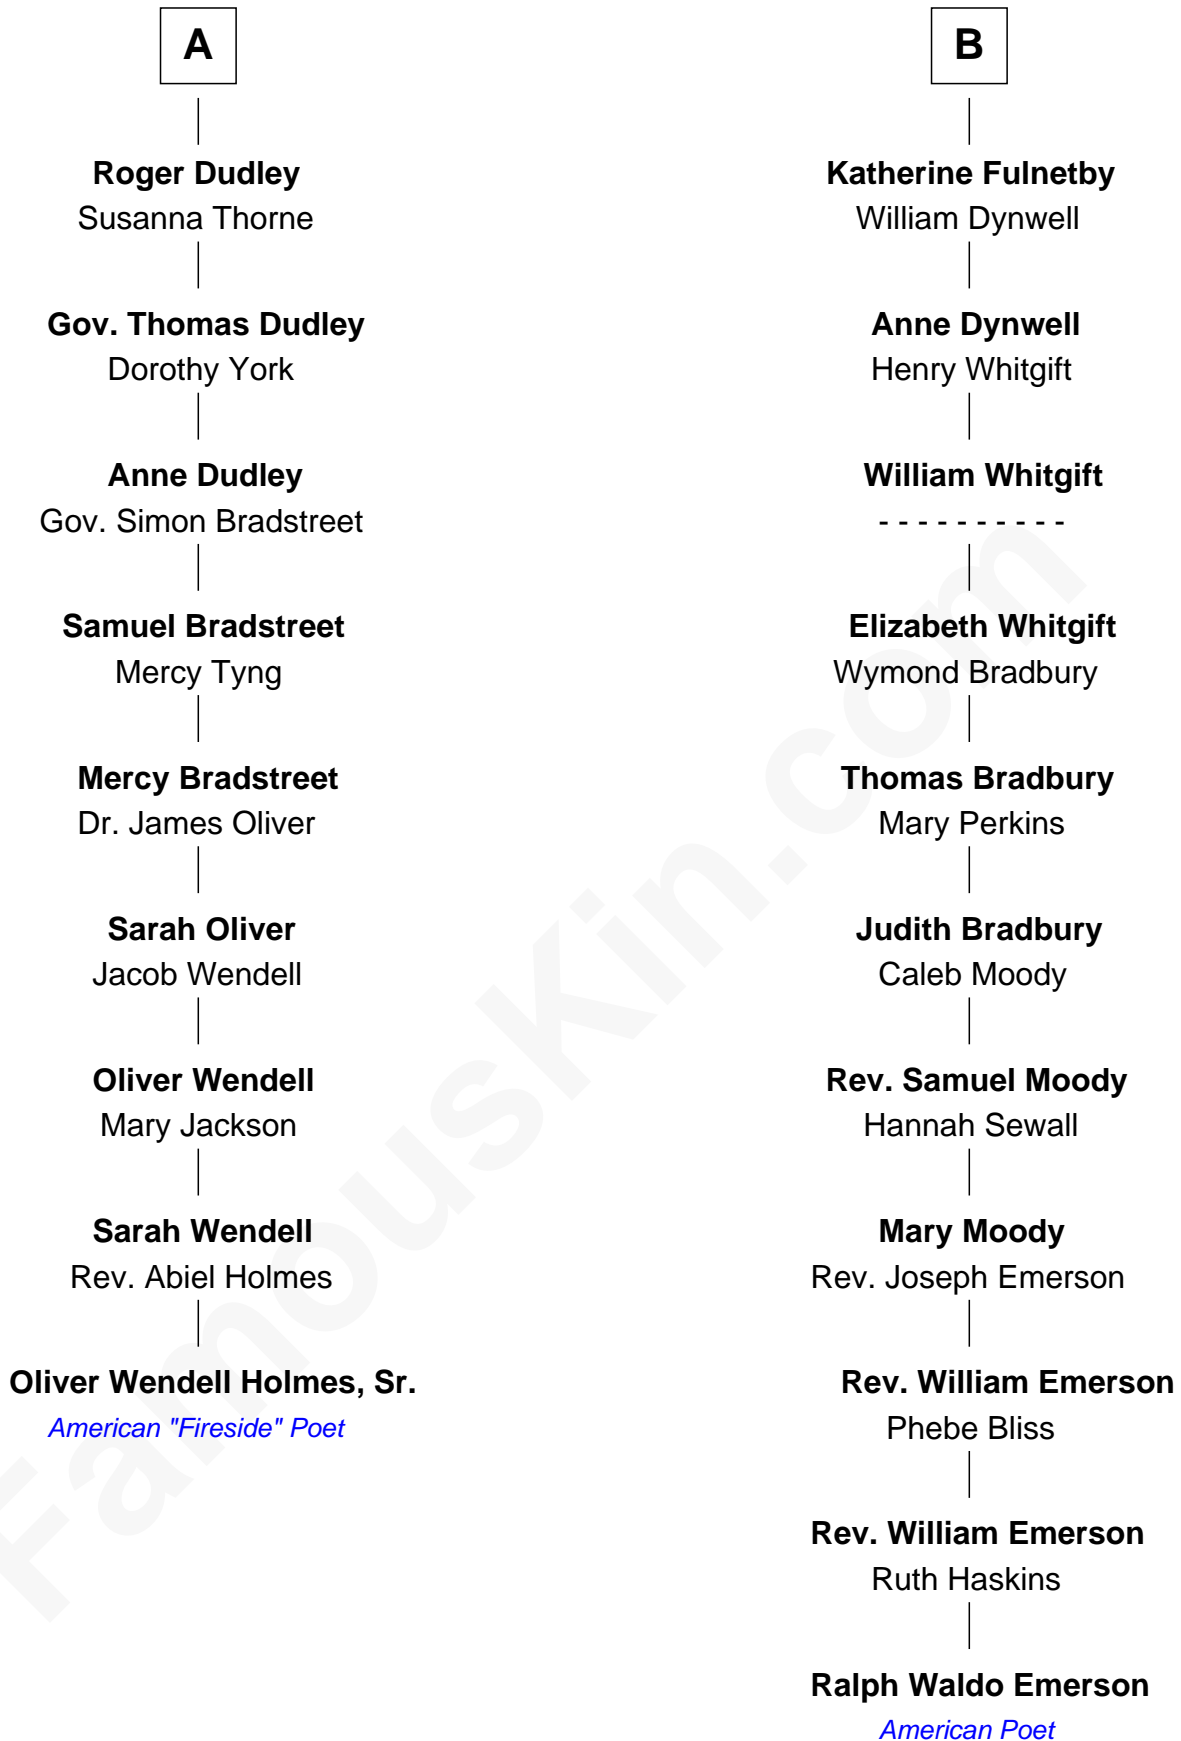 A
Roger Dudley
Susanna Thorne
Gov. Thomas Dudley
Dorothy York
Anne Dudley
Gov. Simon Bradstreet
Samuel Bradstreet
Mercy Tyng
Mercy Bradstreet
Dr. James Oliver
Sarah Oliver
Jacob Wendell
Oliver Wendell
Mary Jackson
Sarah Wendell
Rev. Abiel Holmes
Oliver Wendell Holmes, Sr.
American "Fireside" Poet
B
Katherine Fulnetby
William Dynwell
Anne Dynwell
Henry Whitgift
William Whitgift
- - - - - - - - - -
Elizabeth Whitgift
Wymond Bradbury
Thomas Bradbury
Mary Perkins
Judith Bradbury
Caleb Moody
Rev. Samuel Moody
Hannah Sewall
Mary Moody
Rev. Joseph Emerson
Rev. William Emerson
Phebe Bliss
Rev. William Emerson
Ruth Haskins
Ralph Waldo Emerson
American Poet
FamousKin.com